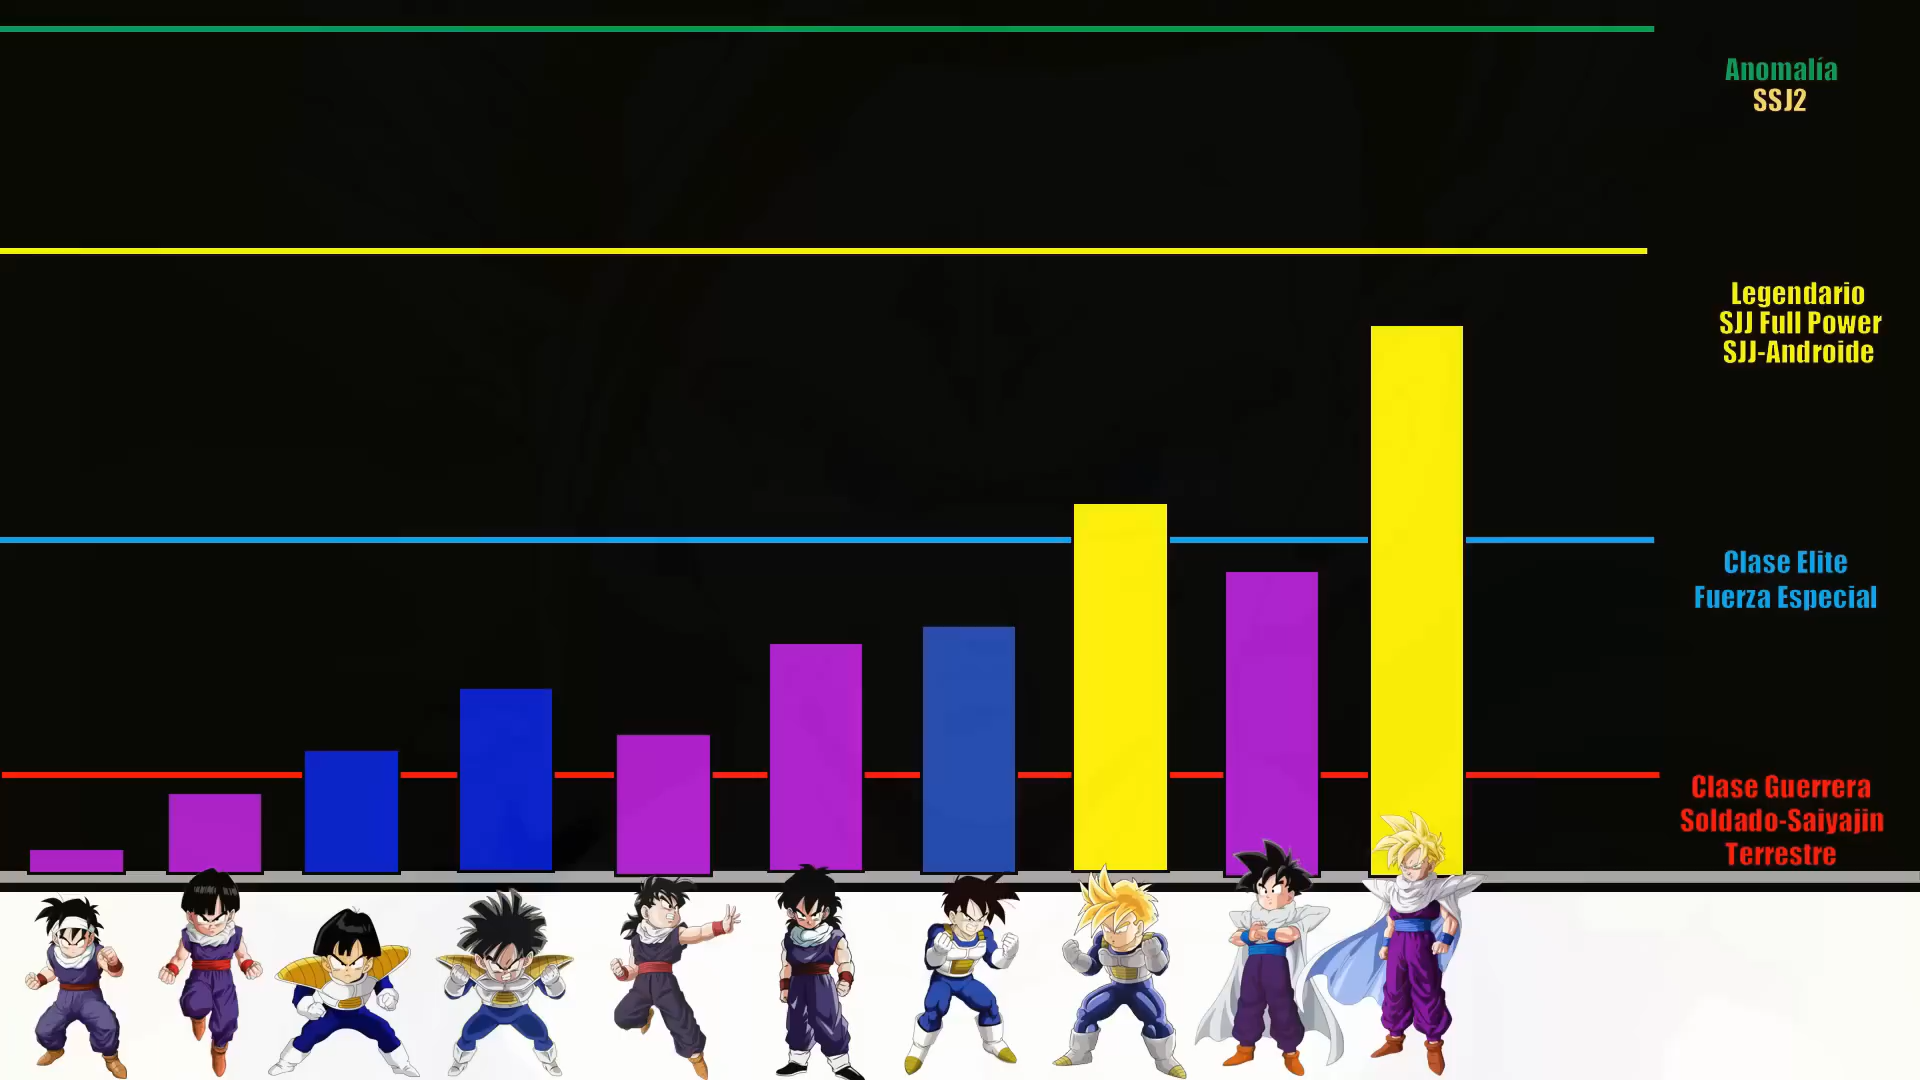 Anomalía
SSJ2
Legendario
SJJ Full Power
SJJ-Androide
Clase Elite
Fuerza Especial
Clase Guerrera
Soldado-Saiyajin
Terrestre